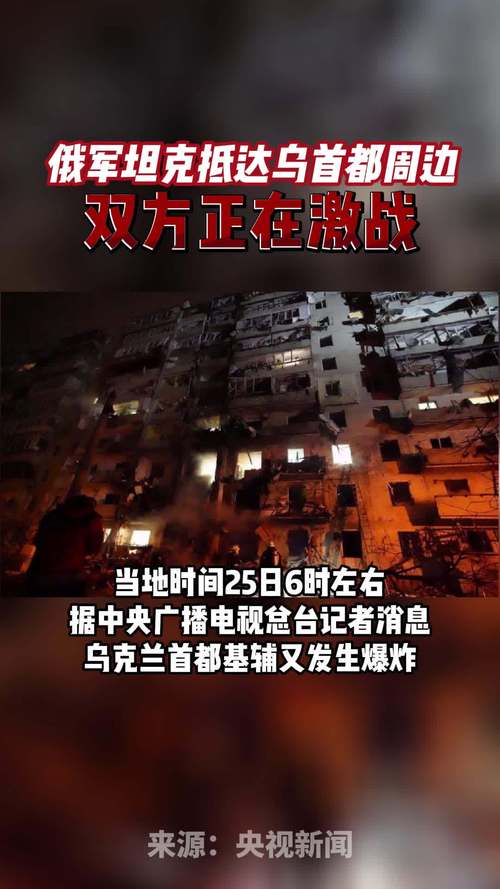 俄军坦克抵达乌首都周边
双方正在激战
当地时间25日6时左右
据中央广播电视总台记者消息
乌克兰首都基辅又发生爆炸
来源：央视新闻